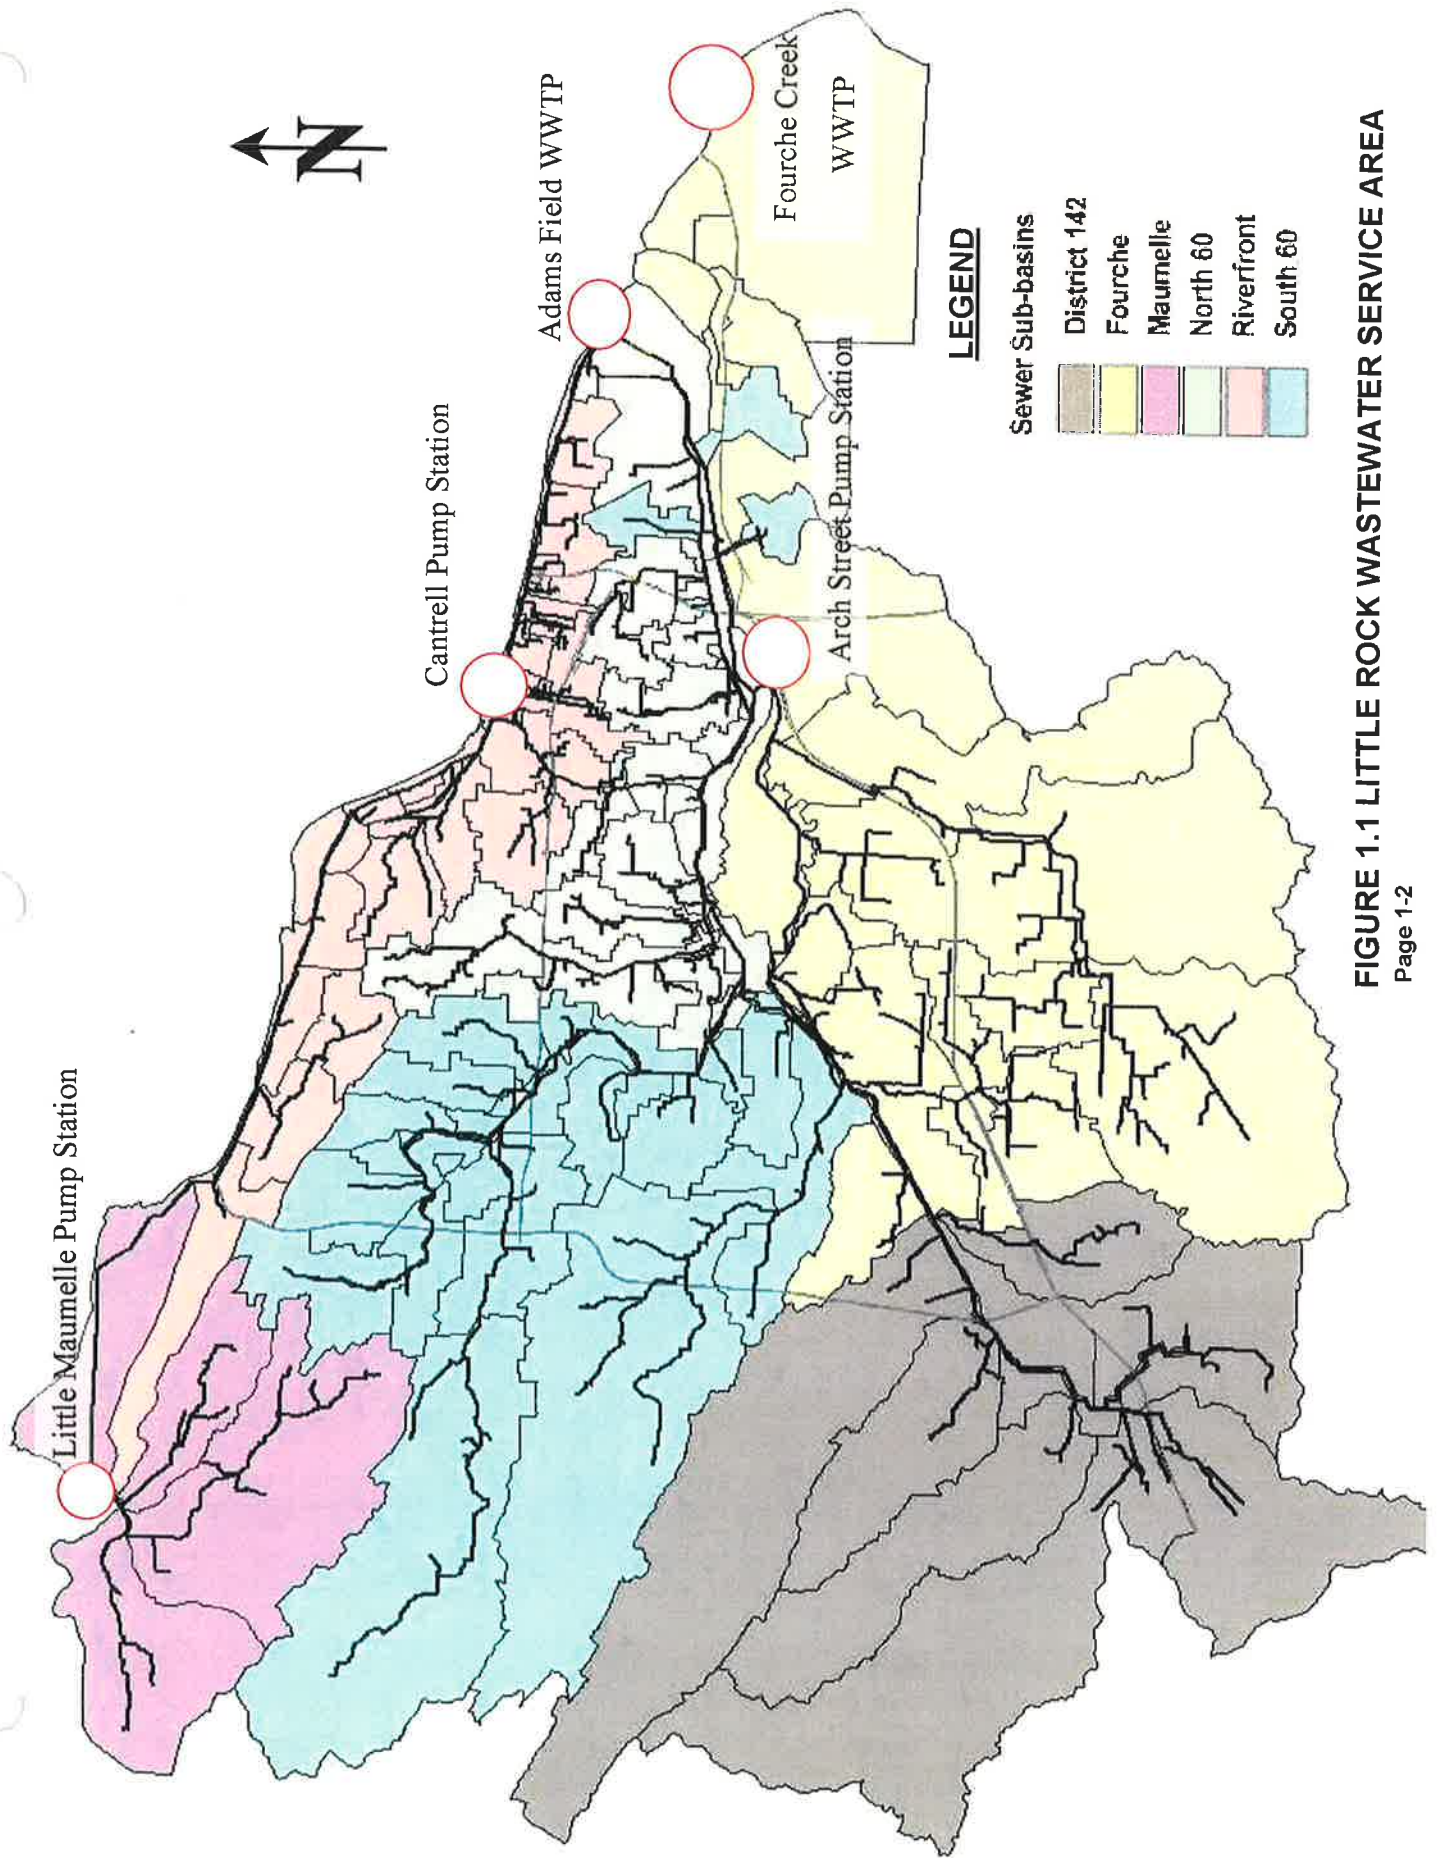 N
Little Maumelle Pump Station
Cantrell Pump Station
Adams Field WWTP
Fourche Creek
WWTP
Arch Street Pump Station
LEGEND
Sewer Sub-basins
District 142
Fourche
Maumelle
North 60
Riverfront
South 60
FIGURE 1.1 LITTLE ROCK WASTEWATER SERVICE AREA
Page 1-2